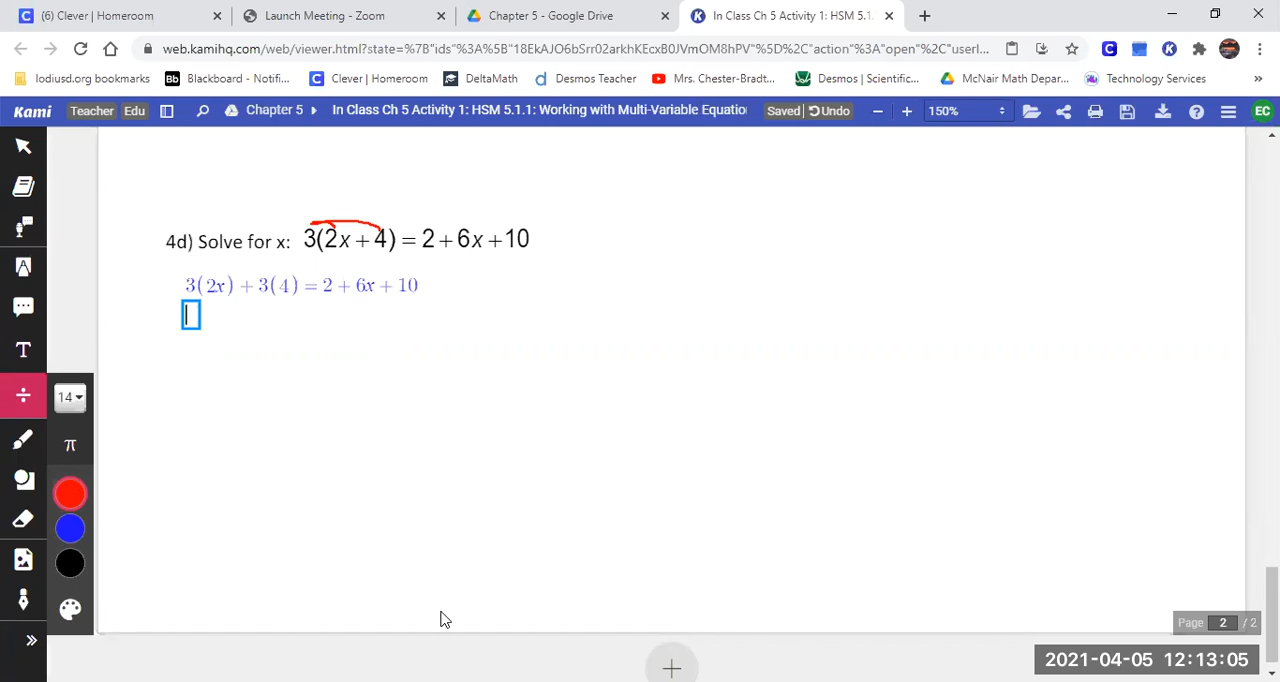 (6) Clever | Homeroom
Launch Meeting - Zoom
Chapter 5 - Google Drive
In Class Ch 5 Activity 1: HSM 5.1.
web.kamihq.com/web/viewer.html?state=%7B"ids"%3A%5B"18EkAJO6bSrr02arkhKEcxB0JVmOM8hPV"%5D%2C"action"%3A"open"%2C"userI...
lodiusd.org bookmarks
Blackboard - Notifi...
Clever | Homeroom
DeltaMath
Desmos Teacher
Mrs. Chester-Bradt...
Desmos | Scientific...
McNair Math Depar...
Technology Services
»
Kami Teacher Edu Chapter 5 In Class Ch 5 Activity 1: HSM 5.1.1: Working with Multi-Variable Equatio Saved Undo − + 150% EC
4d) Solve for x: 3(2x+4)=2+6x+10
3(2x) + 3(4) = 2 + 6x + 10
T
14
π
Page 2 / 2
2021-04-05 12:13:05